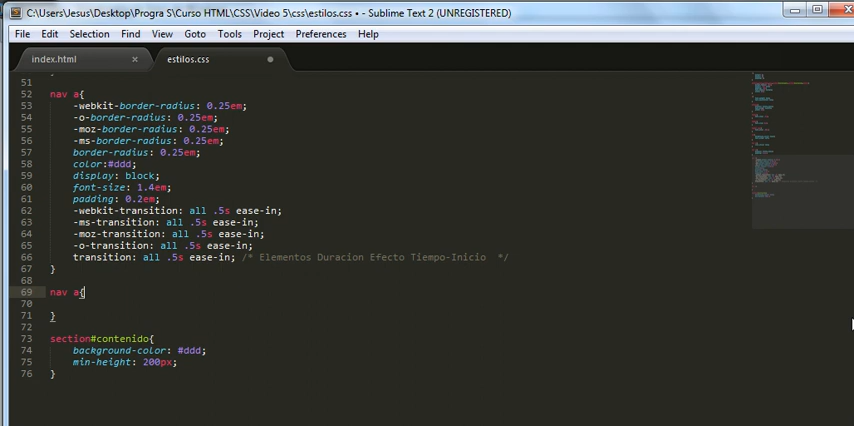 C:\Users\Jesus\Desktop\Progra S\Curso HTML\CSS\Video 5\css\estilos.css • - Sublime Text 2 (UNREGISTERED)
File Edit Selection Find View Goto Tools Project Preferences Help
index.html × estilos.css
51 }
52 nav a{
53 -webkit-border-radius: 0.25em;
54 -o-border-radius: 0.25em;
55 -moz-border-radius: 0.25em;
56 -ms-border-radius: 0.25em;
57 border-radius: 0.25em;
58 color:#ddd;
59 display: block;
60 font-size: 1.4em;
61 padding: 0.2em;
62 -webkit-transition: all .5s ease-in;
63 -ms-transition: all .5s ease-in;
64 -moz-transition: all .5s ease-in;
65 -o-transition: all .5s ease-in;
66 transition: all .5s ease-in; /* Elementos Duracion Efecto Tiempo-Inicio */
67 }
68
69 nav a{
70
71 }
72
73 section#contenido{
74 background-color: #ddd;
75 min-height: 200px;
76 }